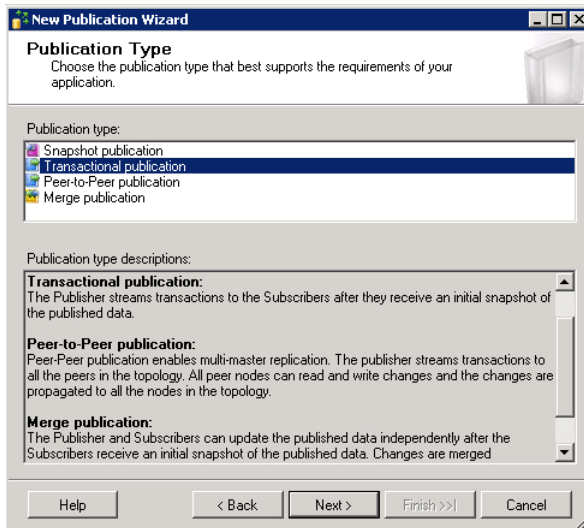 New Publication Wizard
Publication Type
Choose the publication type that best supports the requirements of your
application.
Publication type:
Snapshot publication
Transactional publication
Peer-to-Peer publication
Merge publication
Publication type descriptions:
Transactional publication:
The Publisher streams transactions to the Subscribers after they receive an initial snapshot of
the published data.
Peer-to-Peer publication:
Peer-Peer publication enables multi-master replication. The publisher streams transactions to
all the peers in the topology. All peer nodes can read and write changes and the changes are
propagated to all the nodes in the topology.
Merge publication:
The Publisher and Subscribers can update the published data independently after the
Subscribers receive an initial snapshot of the published data. Changes are merged
Help
< Back
Next >
Finish >>|
Cancel